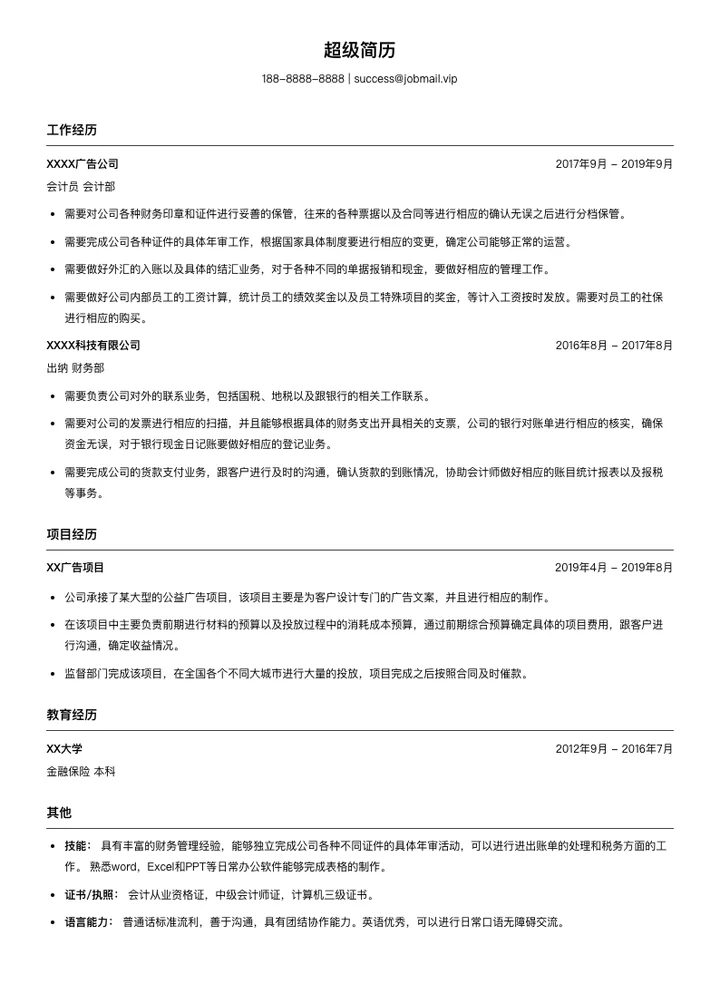 超级简历
188-8888-8888 | success@jobmail.vip
工作经历
XXXX广告公司 2017年9月 – 2019年9月
会计员 会计部
• 需要对公司各种财务印章和证件进行妥善的保管，往来的各种票据以及合同等进行相应的确认无误之后进行分档保管。
• 需要完成公司各种证件的具体年审工作，根据国家具体制度要进行相应的变更，确定公司能够正常的运营。
• 需要做好外汇的入账以及具体的结汇业务，对于各种不同的单据报销和现金，要做好相应的管理工作。
• 需要做好公司内部员工的工资计算，统计员工的绩效奖金以及员工特殊项目的奖金，等计入工资按时发放。需要对员工的社保
进行相应的购买。
XXXX科技有限公司 2016年8月 – 2017年8月
出纳 财务部
• 需要负责公司对外的联系业务，包括国税、地税以及跟银行的相关工作联系。
• 需要对公司的发票进行相应的扫描，并且能够根据具体的财务支出开具相关的支票，公司的银行对账单进行相应的核实，确保
资金无误，对于银行现金日记账要做好相应的登记业务。
• 需要完成公司的货款支付业务，跟客户进行及时的沟通，确认货款的到账情况，协助会计师做好相应的账目统计报表以及报税
等事务。
项目经历
XX广告项目 2019年4月 – 2019年8月
• 公司承接了某大型的公益广告项目，该项目主要是为客户设计专门的广告文案，并且进行相应的制作。
• 在该项目中主要负责前期进行材料的预算以及投放过程中的消耗成本预算，通过前期综合预算确定具体的项目费用，跟客户进
行沟通，确定收益情况。
• 监督部门完成该项目，在全国各个不同大城市进行大量的投放，项目完成之后按照合同及时催款。
教育经历
XX大学 2012年9月 – 2016年7月
金融保险 本科
其他
• 技能： 具有丰富的财务管理经验，能够独立完成公司各种不同证件的具体年审活动，可以进行进出账单的处理和税务方面的工
作。 熟悉word，Excel和PPT等日常办公软件能够完成表格的制作。
• 证书/执照： 会计从业资格证，中级会计师证，计算机三级证书。
• 语言能力： 普通话标准流利，善于沟通，具有团结协作能力。英语优秀，可以进行日常口语无障碍交流。